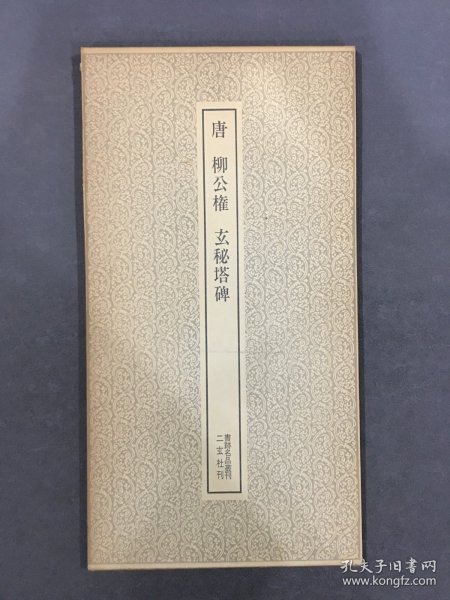 唐 柳公権 玄秘塔碑
書跡名品叢刊
二玄社刊
孔夫子旧书网
www.kongfz.com